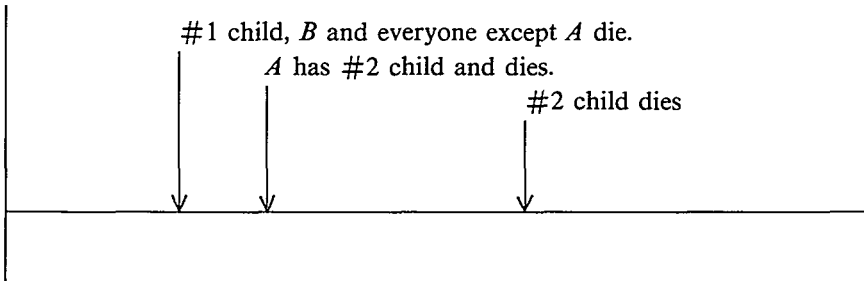 #1 child, B and everyone except A die.
A has #2 child and dies.
#2 child dies